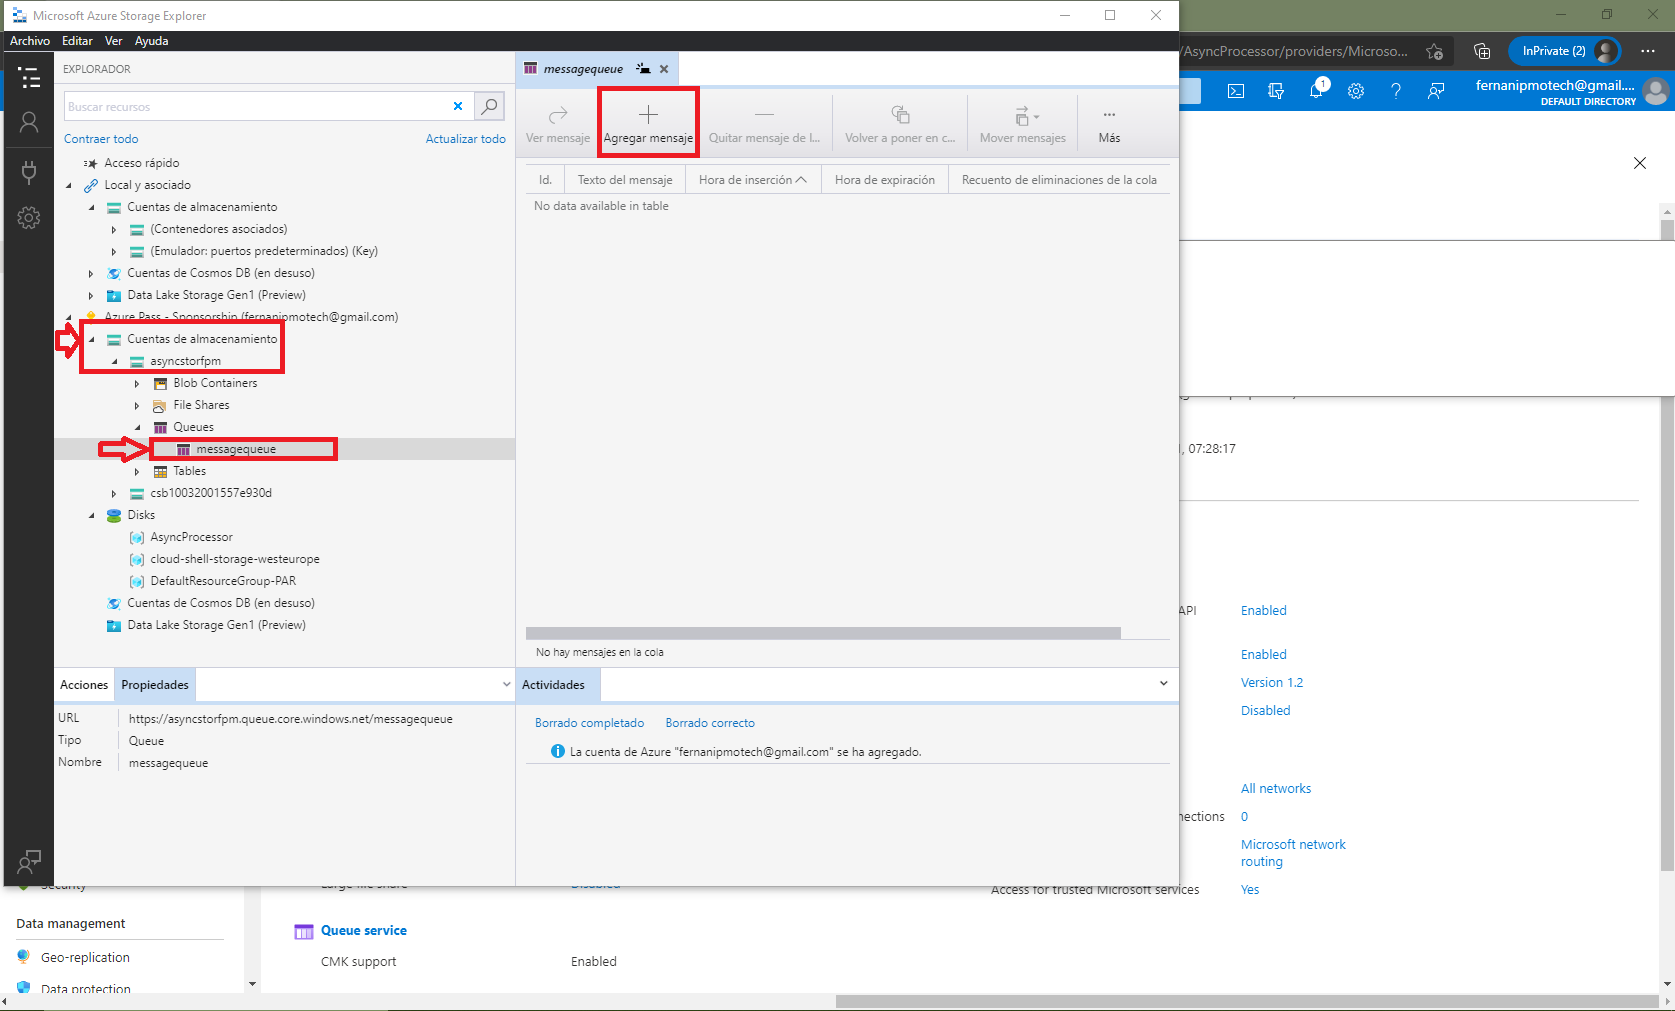 Microsoft Azure Storage Explorer
Archivo Editar Ver Ayuda
EXPLORADOR
Buscar recursos
Contraer todo Actualizar todo
Acceso rápido
Local y asociado
Cuentas de almacenamiento
(Contenedores asociados)
(Emulador: puertos predeterminados) (Key)
Cuentas de Cosmos DB (en desuso)
Data Lake Storage Gen1 (Preview)
Azure Pass - Sponsorship (fernanipmotech@gmail.com)
Cuentas de almacenamiento
asyncstorfpm
Blob Containers
File Shares
Queues
messagequeue
Tables
csb10032001557e930d
Disks
AsyncProcessor
cloud-shell-storage-westeurope
DefaultResourceGroup-PAR
Cuentas de Cosmos DB (en desuso)
Data Lake Storage Gen1 (Preview)
Acciones Propiedades
URL https://asyncstorfpm.queue.core.windows.net/messagequeue
Tipo Queue
Nombre messagequeue
messagequeue
Ver mensaje Agregar mensaje Quitar mensaje de l... Volver a poner en c... Mover mensajes Más
Id. Texto del mensaje Hora de inserción Hora de expiración Recuento de eliminaciones de la cola
No data available in table
No hay mensajes en la cola
Actividades
Borrado completado Borrado correcto
La cuenta de Azure "fernanipmotech@gmail.com" se ha agregado.
/AsyncProcessor/providers/Microso... InPrivate (2)
1 fernanipmotech@gmail....
DEFAULT DIRECTORY
, 07:28:17
API Enabled
Enabled
Version 1.2
Disabled
All networks
nections 0
Microsoft network
routing
Access for trusted Microsoft services Yes
Security Large file share Disabled
Data management
Geo-replication
Data protection
Queue service
CMK support Enabled